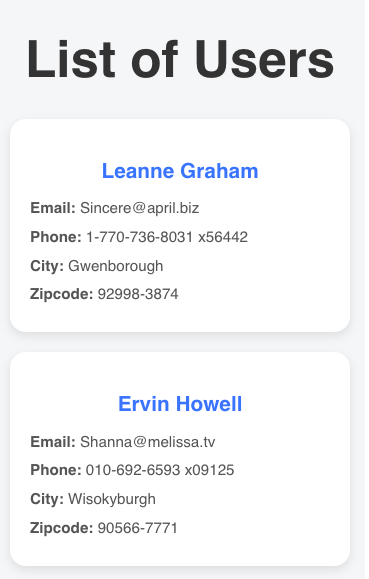 List of Users
Leanne Graham
Email: Sincere@april.biz
Phone: 1-770-736-8031 x56442
City: Gwenborough
Zipcode: 92998-3874
Ervin Howell
Email: Shanna@melissa.tv
Phone: 010-692-6593 x09125
City: Wisokyburgh
Zipcode: 90566-7771